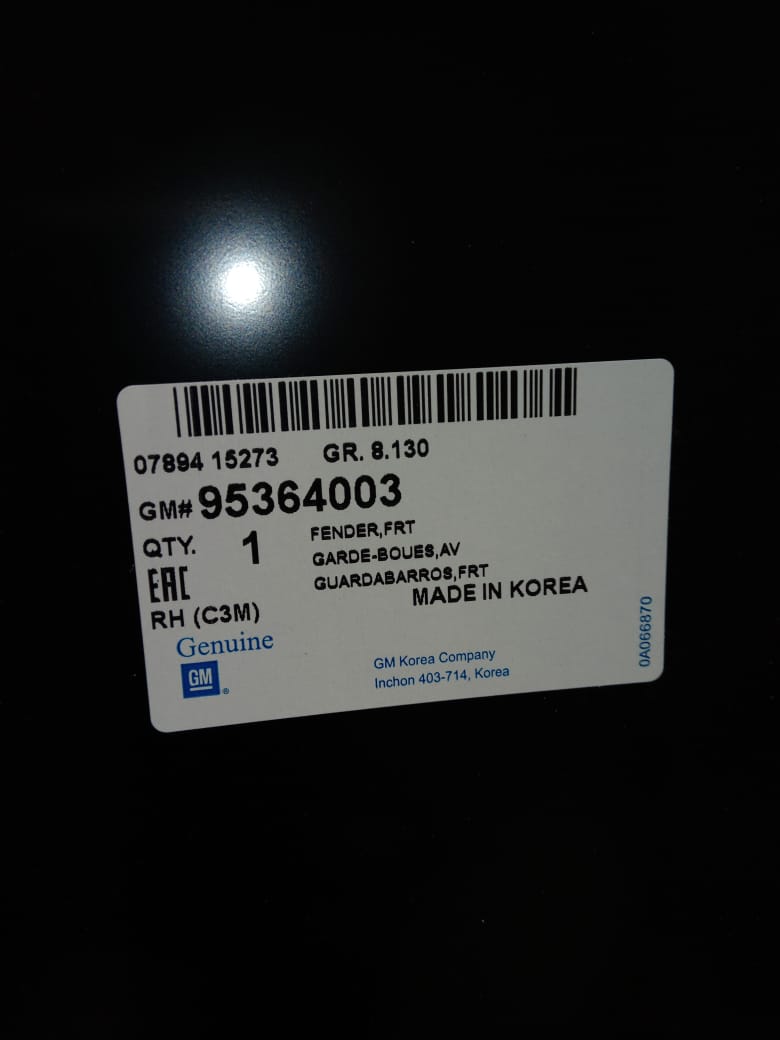 07894 15273 GR. 8.130
GM# 95364003
QTY. 1 FENDER,FRT
GARDE-BOUES,AV
EAC GUARDABARROS,FRT
MADE IN KOREA
RH (C3M)
Genuine
GM®
GM Korea Company
Inchon 403-714, Korea
0A066870